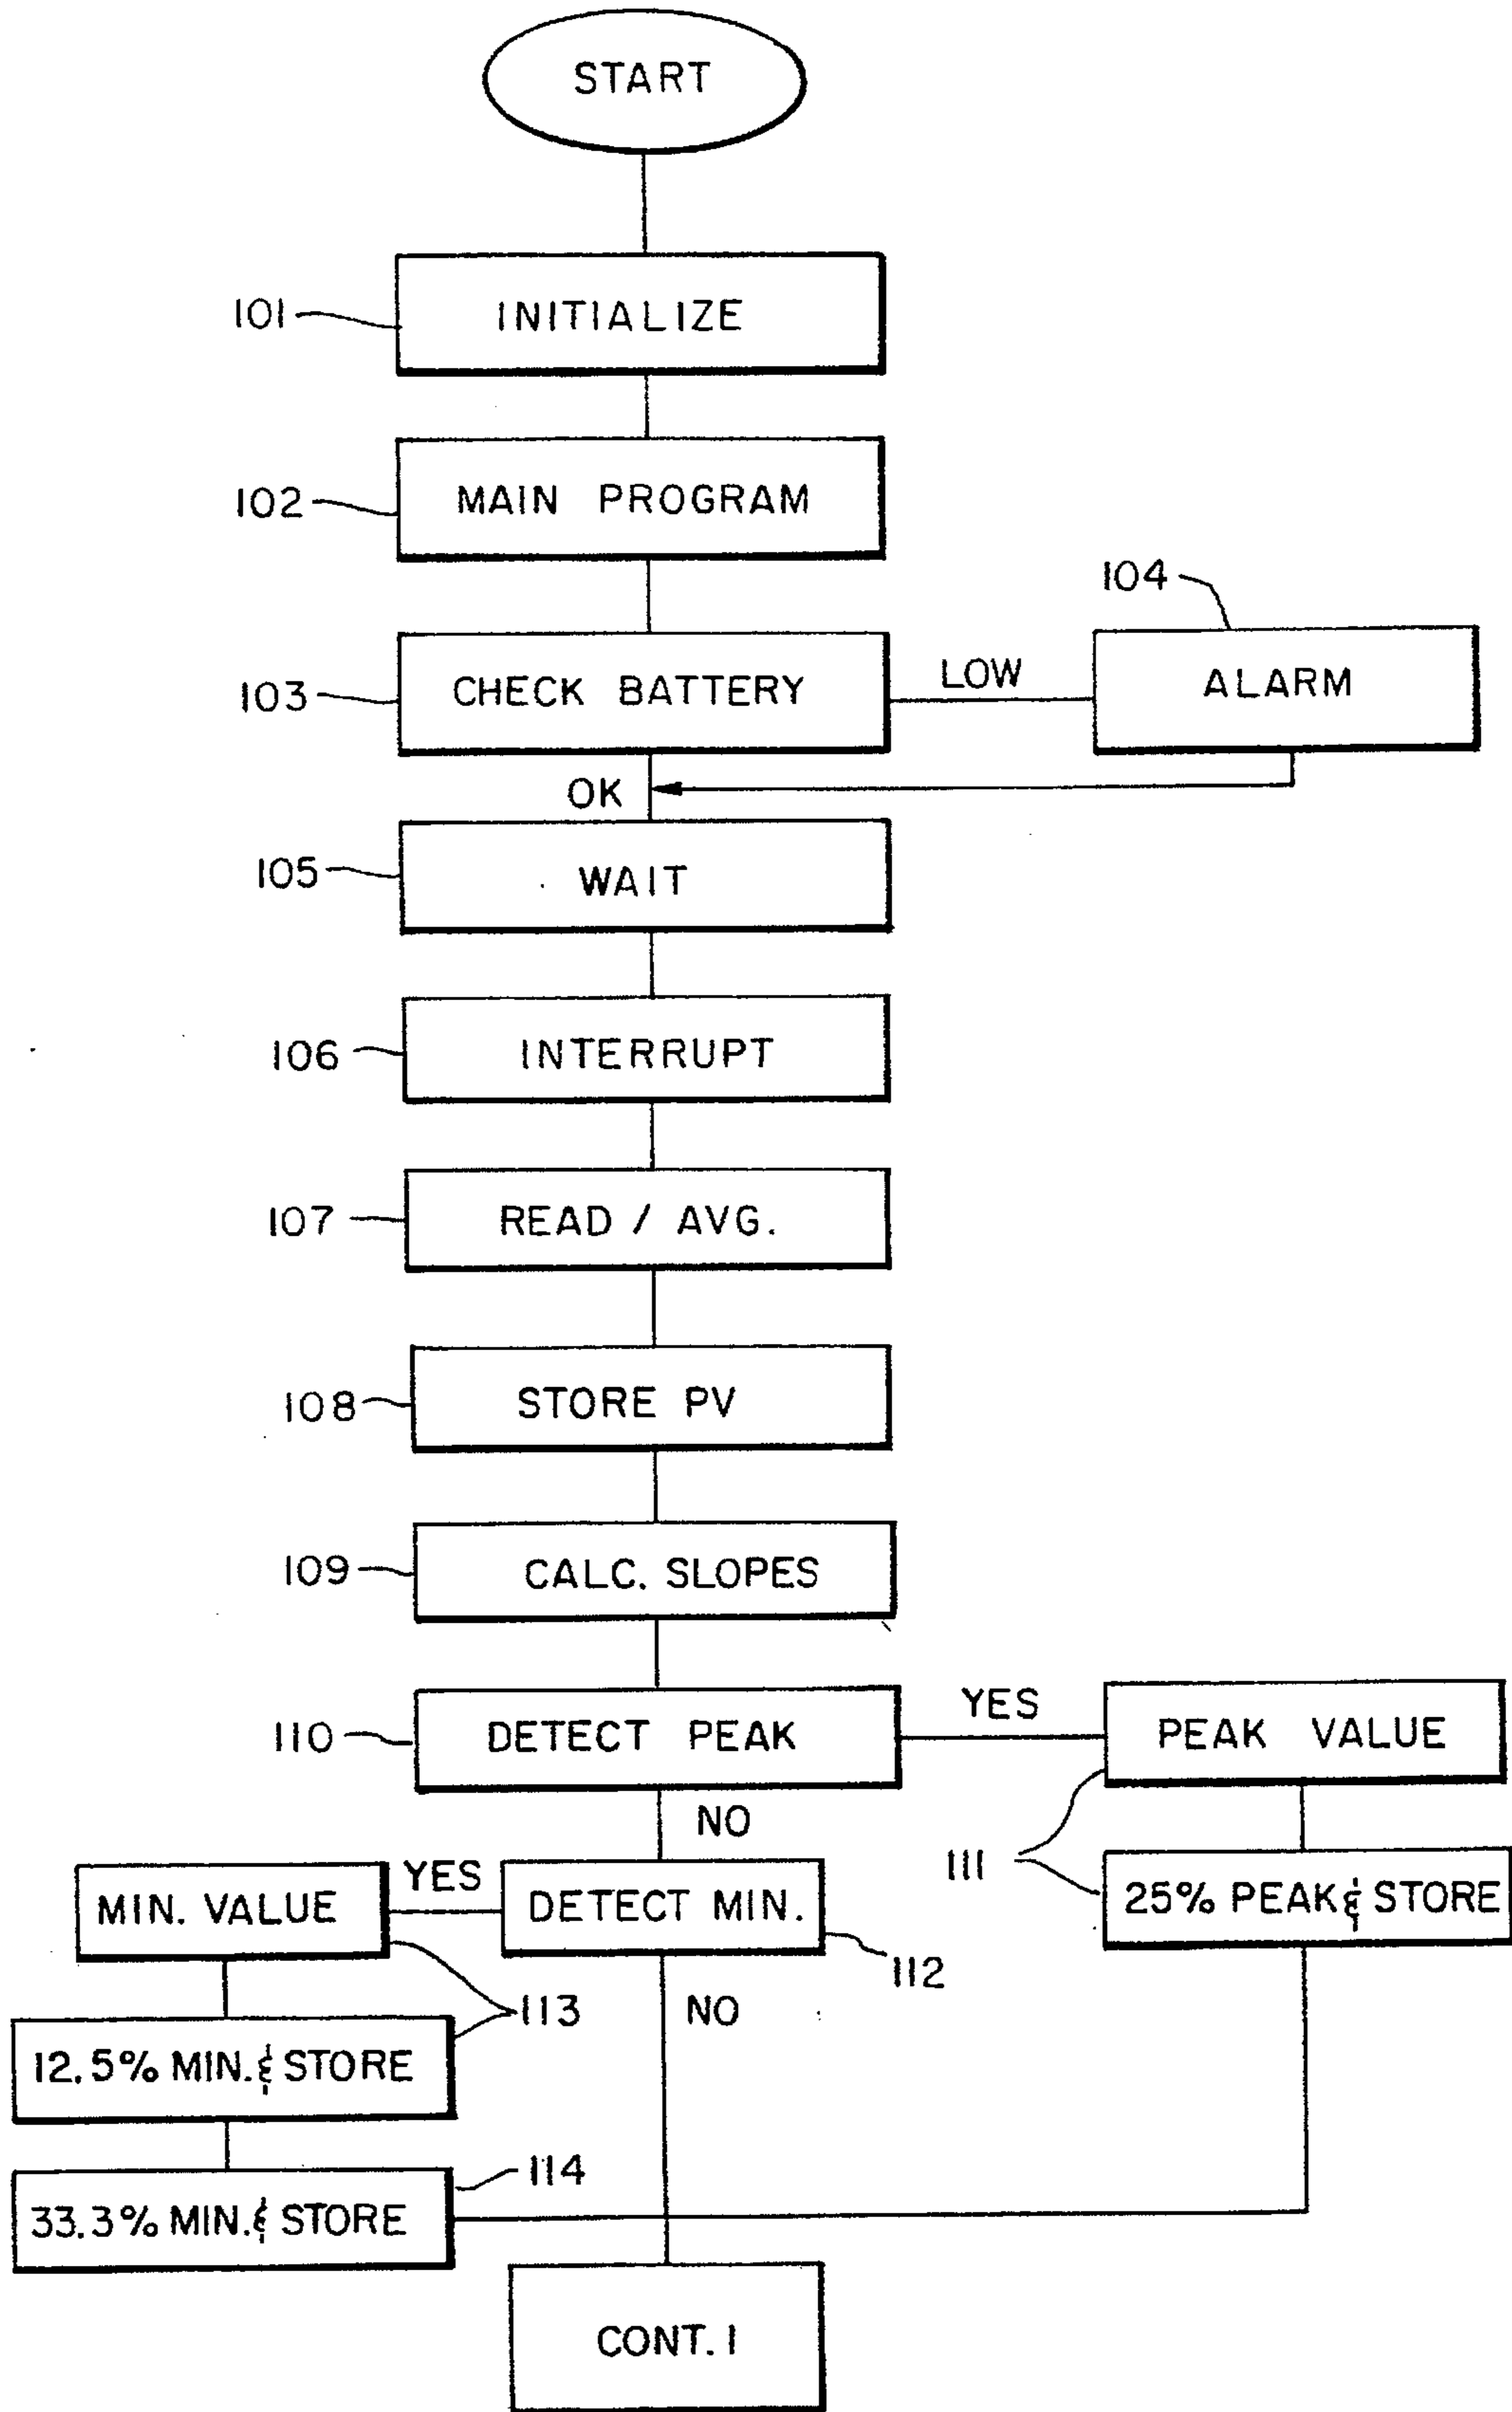 START
101
INITIALIZE
102
MAIN PROGRAM
104
103
CHECK BATTERY
LOW
ALARM
OK
105
WAIT
106
INTERRUPT
107
READ / AVG.
108
STORE PV
109
CALC. SLOPES
110
DETECT PEAK
YES
PEAK VALUE
NO
111
25% PEAK & STORE
MIN. VALUE
YES
DETECT MIN.
112
113
NO
12.5% MIN. & STORE
114
33.3% MIN. & STORE
CONT. 1